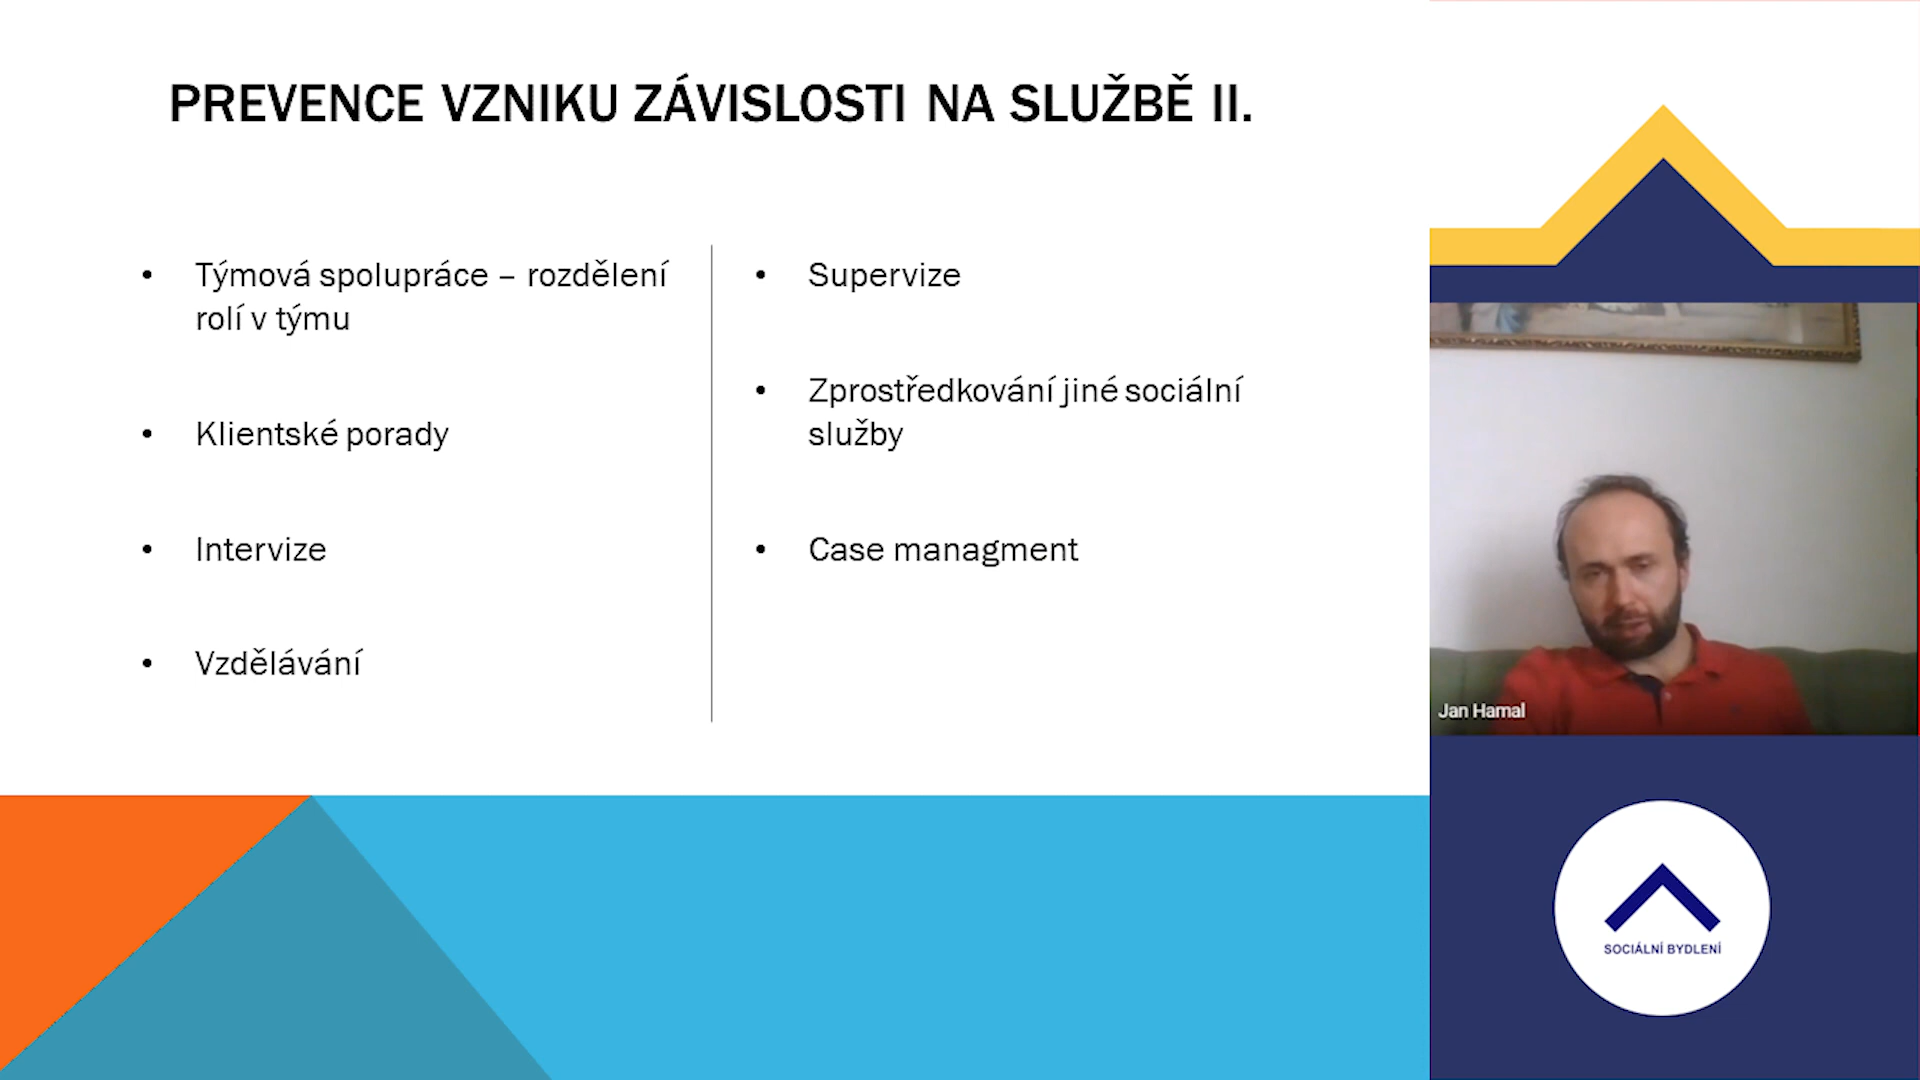 PREVENCE VZNIKU ZÁVISLOSTI NA SLUŽBĚ II.
• Týmová spolupráce – rozdělení
rolí v týmu
• Klientské porady
• Intervize
• Vzdělávání
• Supervize
• Zprostředkování jiné sociální
služby
• Case managment
Jan Hamal
SOCIÁLNÍ BYDLENÍ